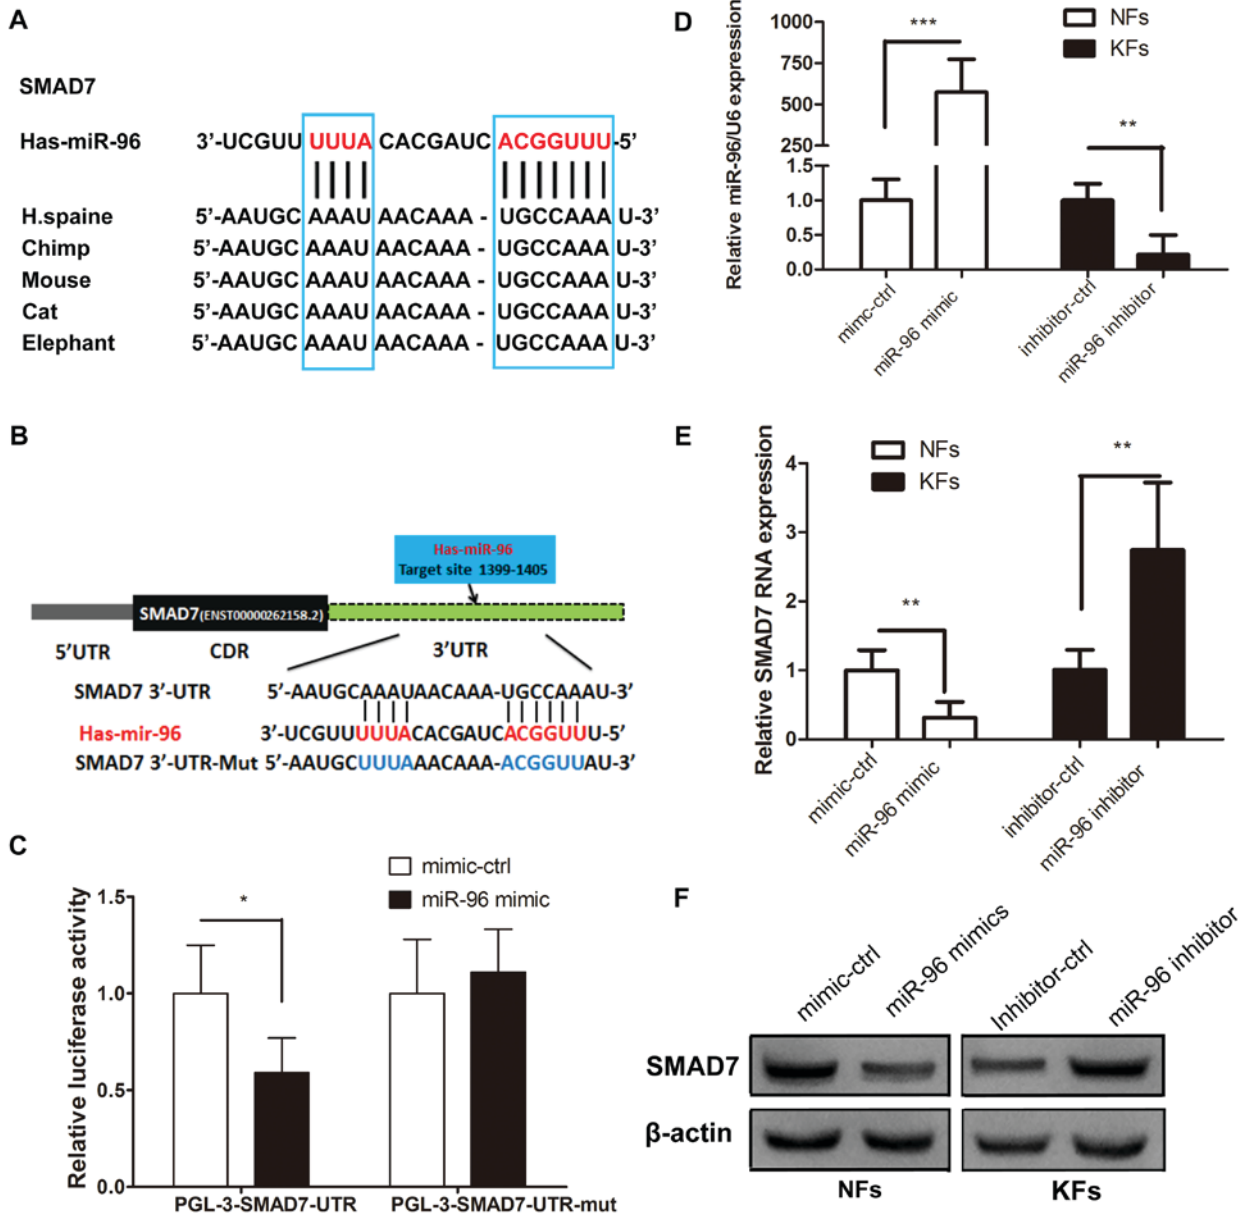 A
SMAD7
Has-miR-96 3’-UCGUU UUUA CACGAUC ACGGUUU-5’
H.spaine 5’-AAUGC AAAU AACAAA - UGCCAAA U-3’
Chimp 5’-AAUGC AAAU AACAAA - UGCCAAA U-3’
Mouse 5’-AAUGC AAAU AACAAA - UGCCAAA U-3’
Cat 5’-AAUGC AAAU AACAAA - UGCCAAA U-3’
Elephant 5’-AAUGC AAAU AACAAA - UGCCAAA U-3’
B
Has-miR-96
Target site 1399-1405
SMAD7(ENST00000262158.2)
5’UTR CDR 3’UTR
SMAD7 3’-UTR 5’-AAUGCAAAUAACAAA-UGCCAAAU-3’
Has-mir-96 3’-UCGUUUUUACACGAUCACGGUUU-5’
SMAD7 3’-UTR-Mut 5’-AAUGCUUUAAACAAA-ACGGUUAU-3’
C
mimic-ctrl
miR-96 mimic
Relative luciferase activity
1.5
1.0
0.5
0.0
*
PGL-3-SMAD7-UTR PGL-3-SMAD7-UTR-mut
D
NFs
KFs
Relative miR-96/U6 expression
1000
750
500
250
1.5
1.0
0.5
0.0
***
**
mimc-ctrl
miR-96 mimic
inhibitor-ctrl
miR-96 inhibitor
E
NFs
KFs
Relative SMAD7 RNA expression
4
3
2
1
0
**
**
mimic-ctrl
miR-96 mimic
inhibitor-ctrl
miR-96 inhibitor
F
mimic-ctrl
miR-96 mimics
Inhibitor-ctrl
miR-96 inhibitor
SMAD7
β-actin
NFs KFs